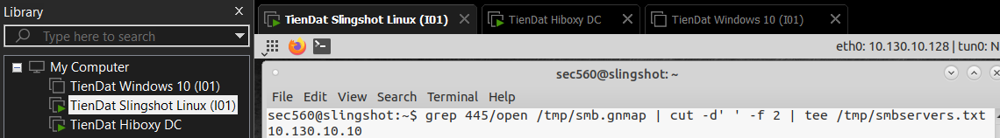 Library X
Type here to search
My Computer
TienDat Windows 10 (I01)
TienDat Slingshot Linux (I01)
TienDat Hiboxy DC
TienDat Slingshot Linux (I01) TienDat Hiboxy DC TienDat Windows 10 (I01)
eth0: 10.130.10.128 | tun0: N
sec560@slingshot: ~
File Edit View Search Terminal Help
sec560@slingshot:~$ grep 445/open /tmp/smb.gnmap | cut -d' ' -f 2 | tee /tmp/smbservers.txt
10.130.10.10